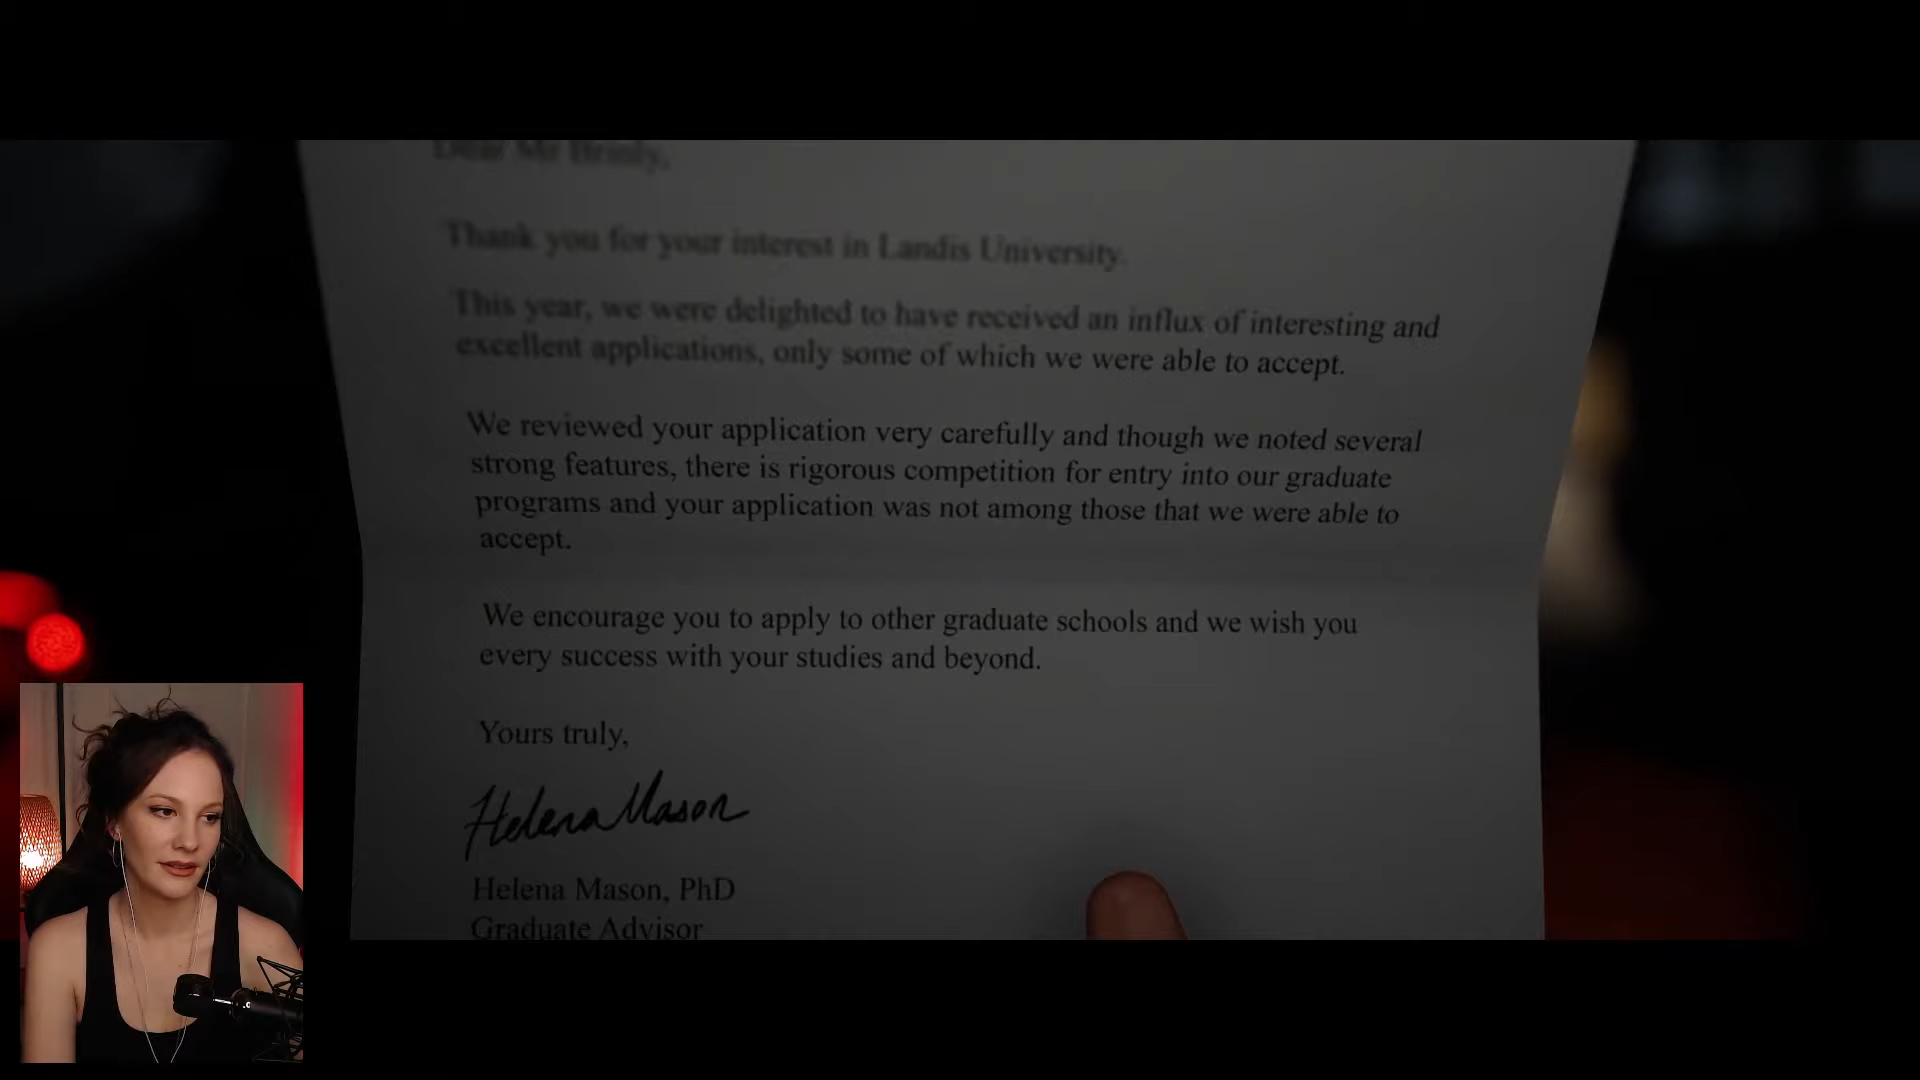 Dear Mr Brinly,
Thank you for your interest in Landis University.
This year, we were delighted to have received an influx of interesting and
excellent applications, only some of which we were able to accept.
We reviewed your application very carefully and though we noted several
strong features, there is rigorous competition for entry into our graduate
programs and your application was not among those that we were able to
accept.
We encourage you to apply to other graduate schools and we wish you
every success with your studies and beyond.
Yours truly,
Helena Mason
Helena Mason, PhD
Graduate Advisor